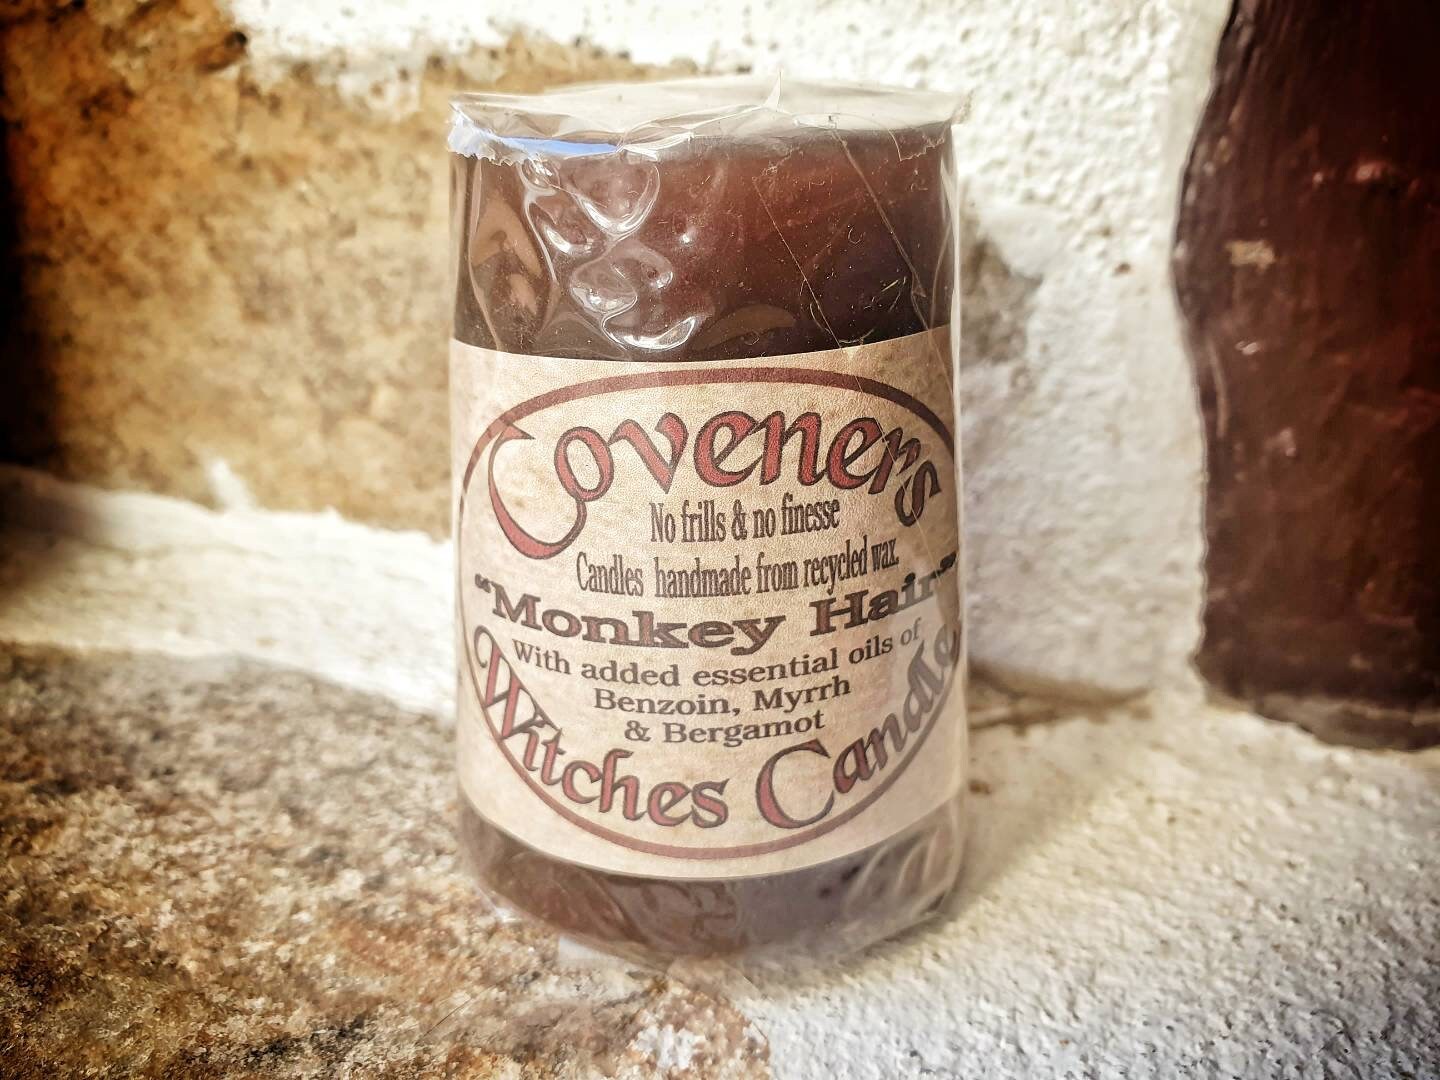 Coveners
No frills & no finesse
Candles handmade from recycled wax.
"Monkey Hair"
With added essential oils of
Benzoin, Myrrh
& Bergamot
Witches Candle